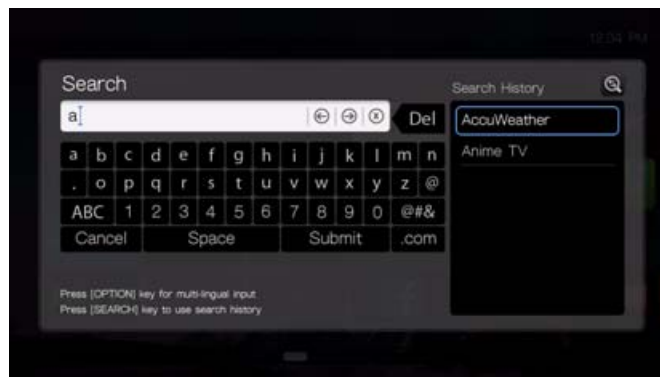 12:04 PM
Search
Search History
a
Del
AccuWeather
Anime TV
a b c d e f g h i j k l m n
. o p q r s t u v w x y z @
ABC 1 2 3 4 5 6 7 8 9 0 @#&
Cancel Space Submit .com
Press [OPTION] key for multi-lingual input
Press [SEARCH] key to use search history